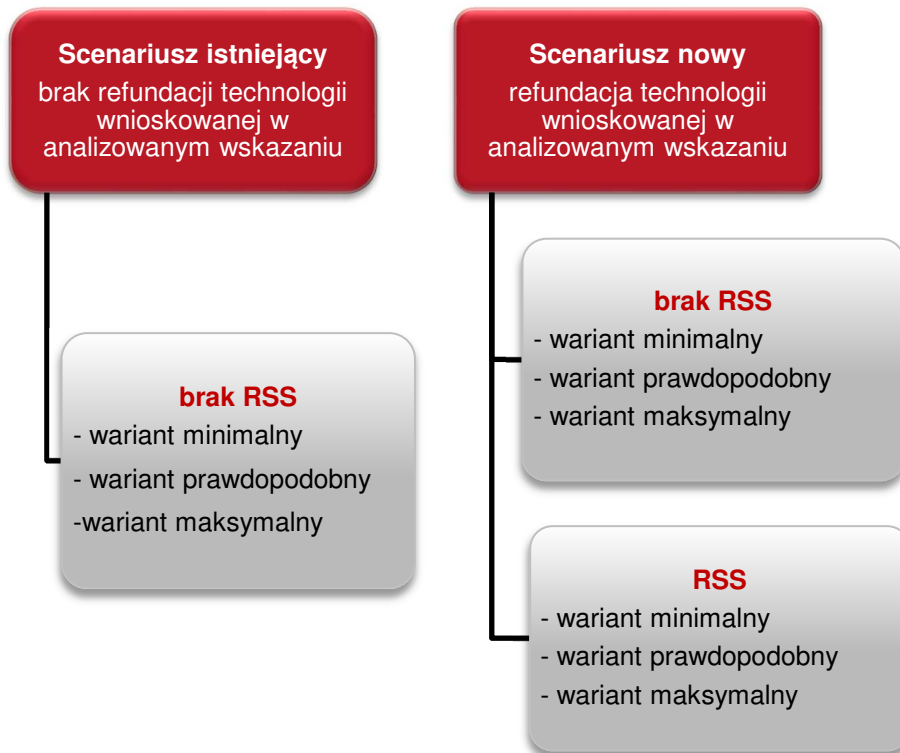 Scenariusz istniejący
brak refundacji technologii
wnioskowanej w
analizowanym wskazaniu
brak RSS
- wariant minimalny
- wariant prawdopodobny
-wariant maksymalny
Scenariusz nowy
refundacja technologii
wnioskowanej w
analizowanym wskazaniu
brak RSS
- wariant minimalny
- wariant prawdopodobny
- wariant maksymalny
RSS
- wariant minimalny
- wariant prawdopodobny
- wariant maksymalny